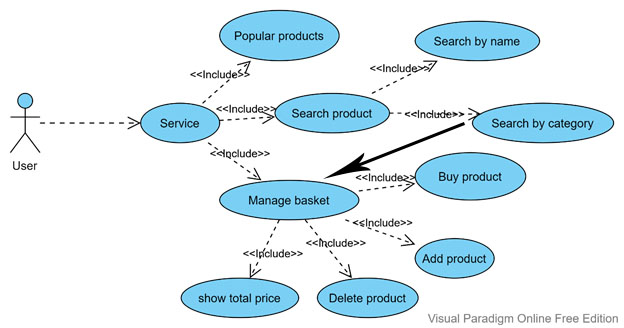 Popular products
Search by name
<<Include>>
<<Include>>
<<Include>>
Search product
<<Include>>
Service
Search by category
User
<<Include>>
<<Include>>
Buy product
Manage basket
<<Include>>
<<Include>>
<<Include>>
Add product
show total price
Delete product
Visual Paradigm Online Free Edition